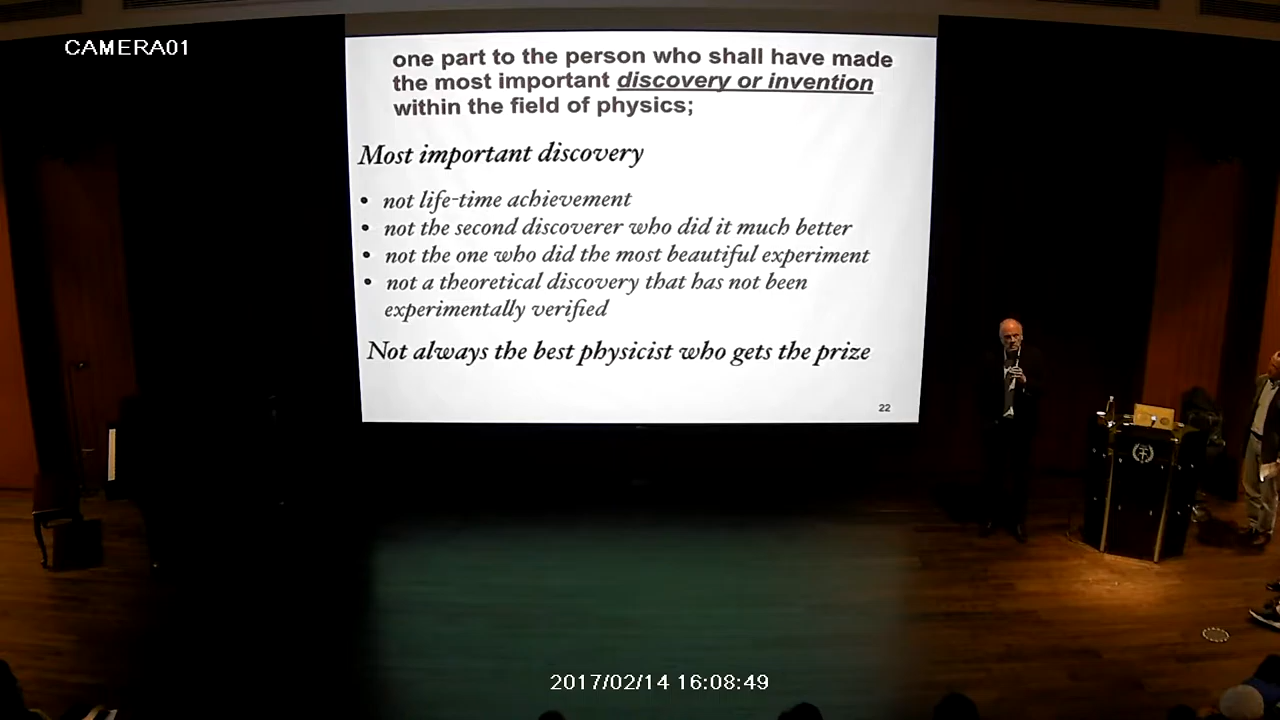 CAMERA01
one part to the person who shall have made
the most important discovery or invention
within the field of physics;
Most important discovery
• not life-time achievement
• not the second discoverer who did it much better
• not the one who did the most beautiful experiment
• not a theoretical discovery that has not been
experimentally verified
Not always the best physicist who gets the prize
22
2017/02/14 16:08:49